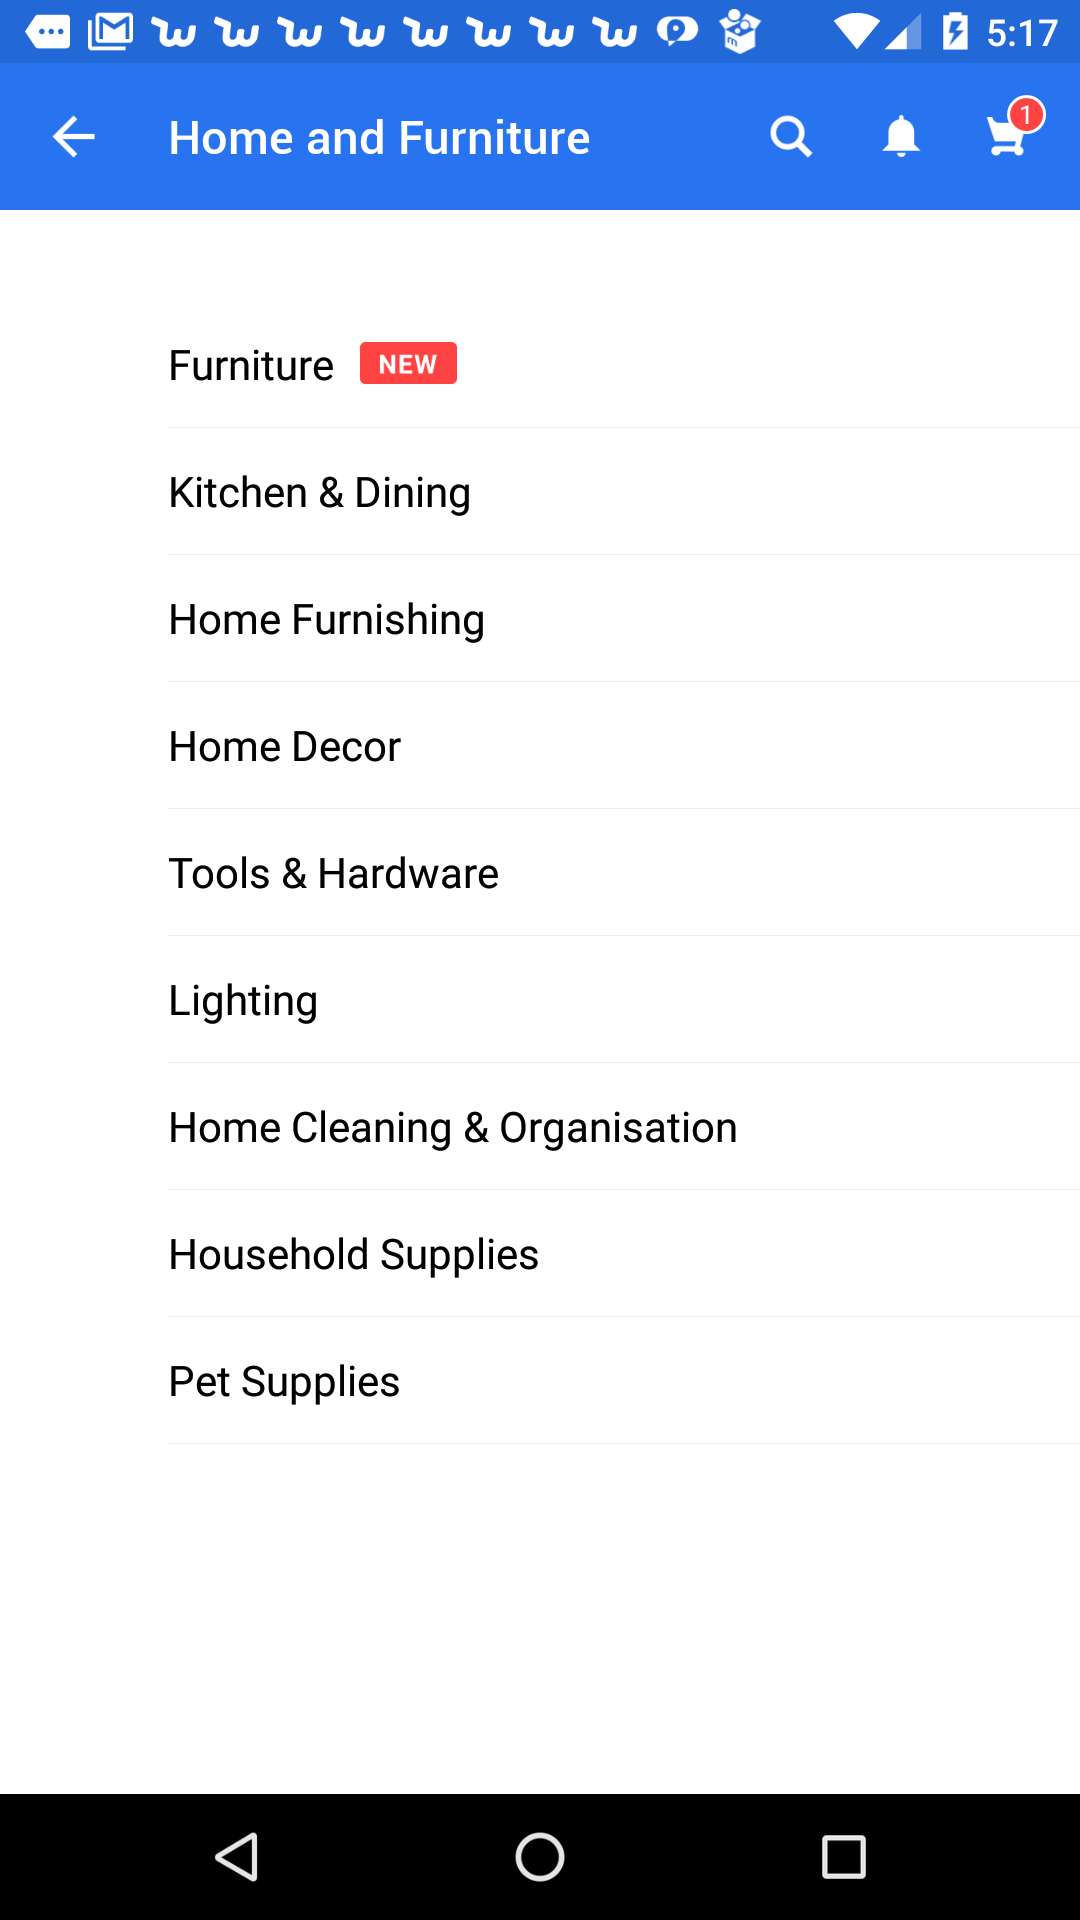 5:17
Home and Furniture
1
Furniture NEW
Kitchen & Dining
Home Furnishing
Home Decor
Tools & Hardware
Lighting
Home Cleaning & Organisation
Household Supplies
Pet Supplies